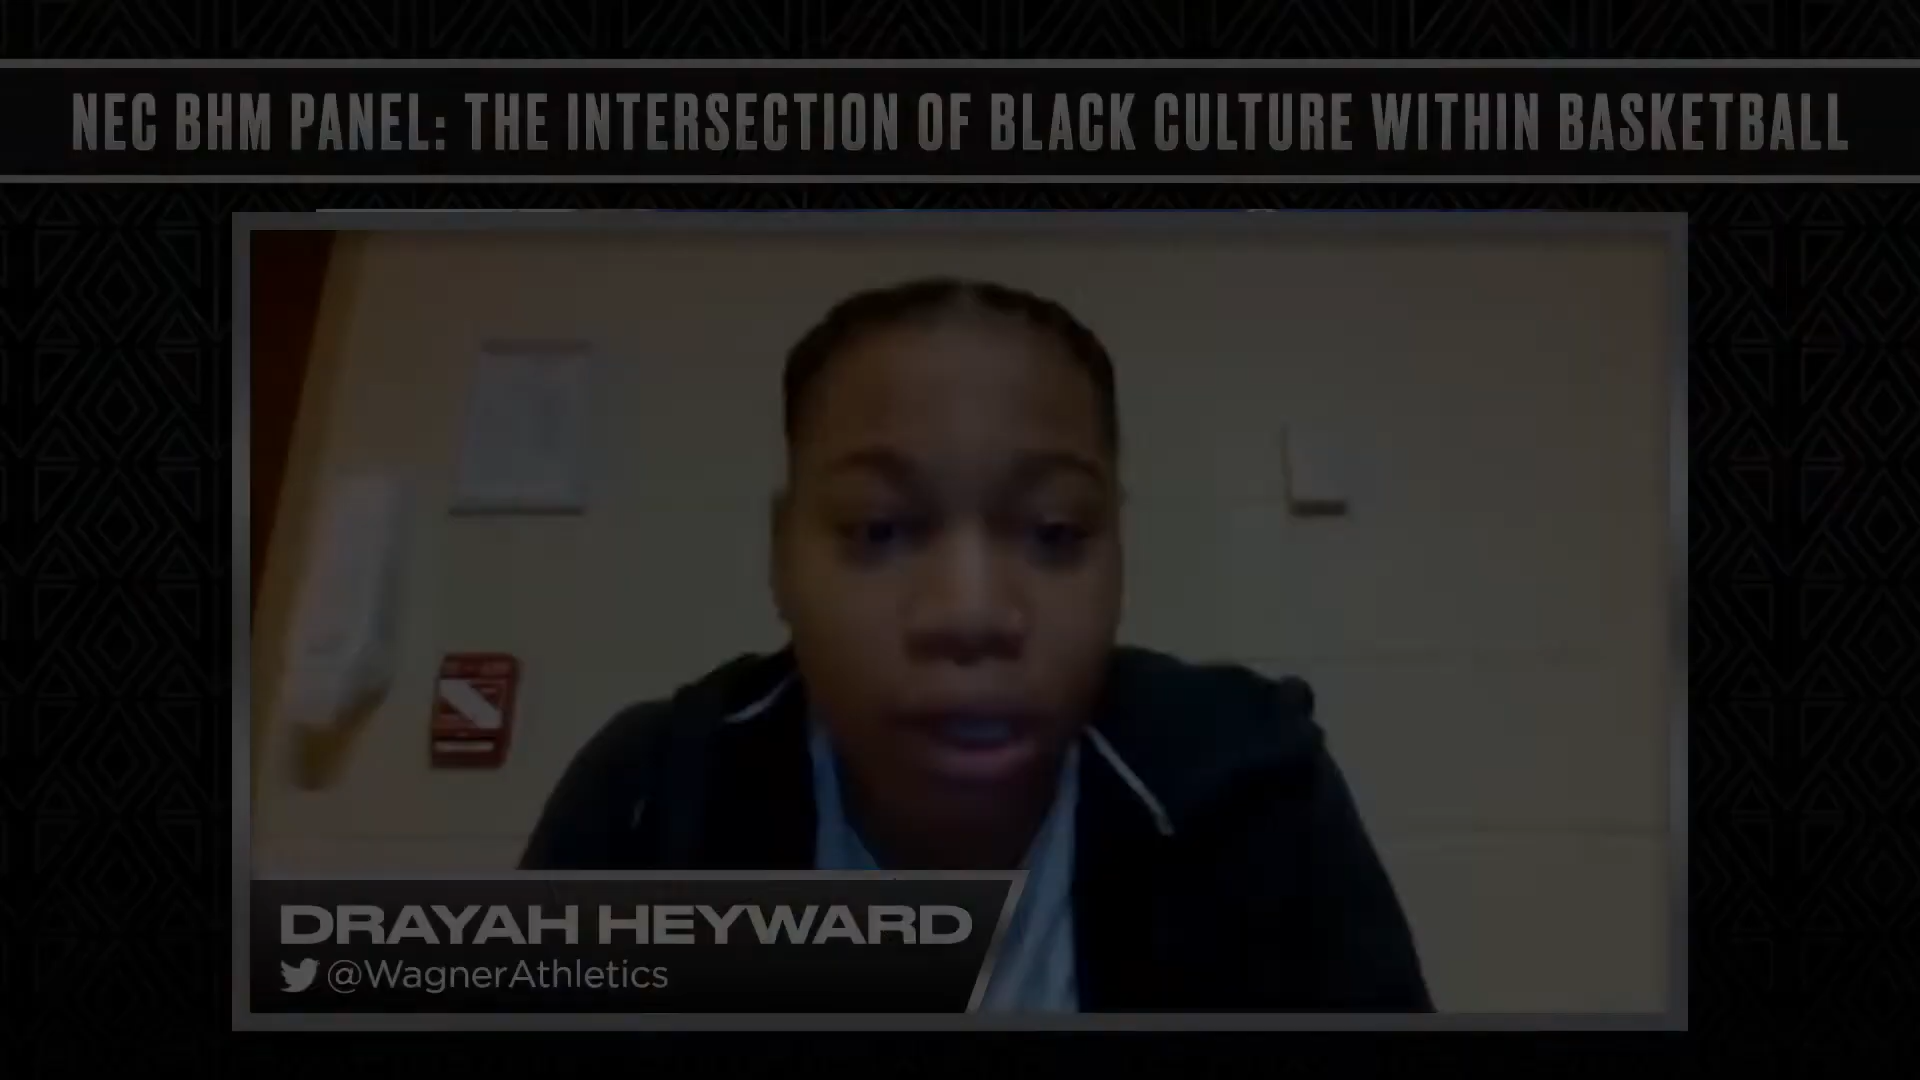 NEC BHM PANEL: THE INTERSECTION OF BLACK CULTURE WITHIN BASKETBALL
DRAYAH HEYWARD
@WagnerAthletics